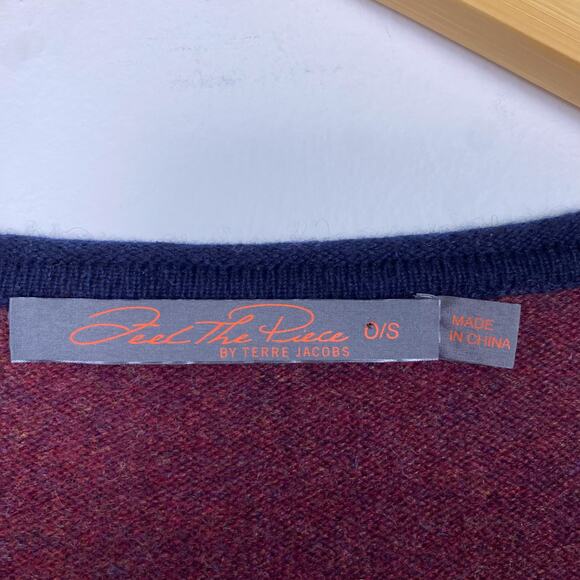 Feel The Piece
BY TERRE JACOBS
O/S
MADE
IN CHINA